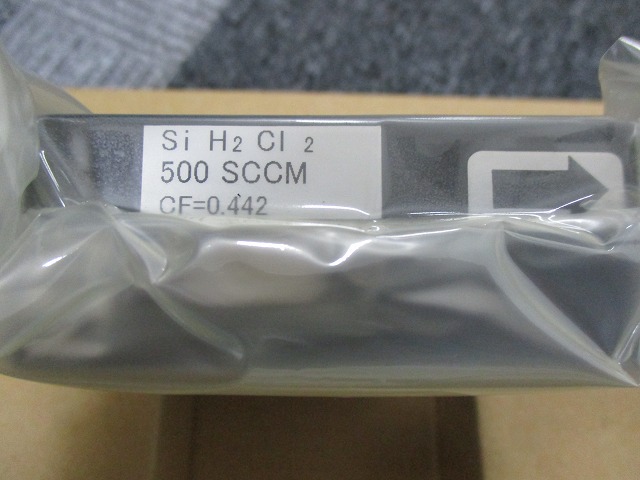 Si H₂ Cl ₂
500 SCCM
CF=0.442